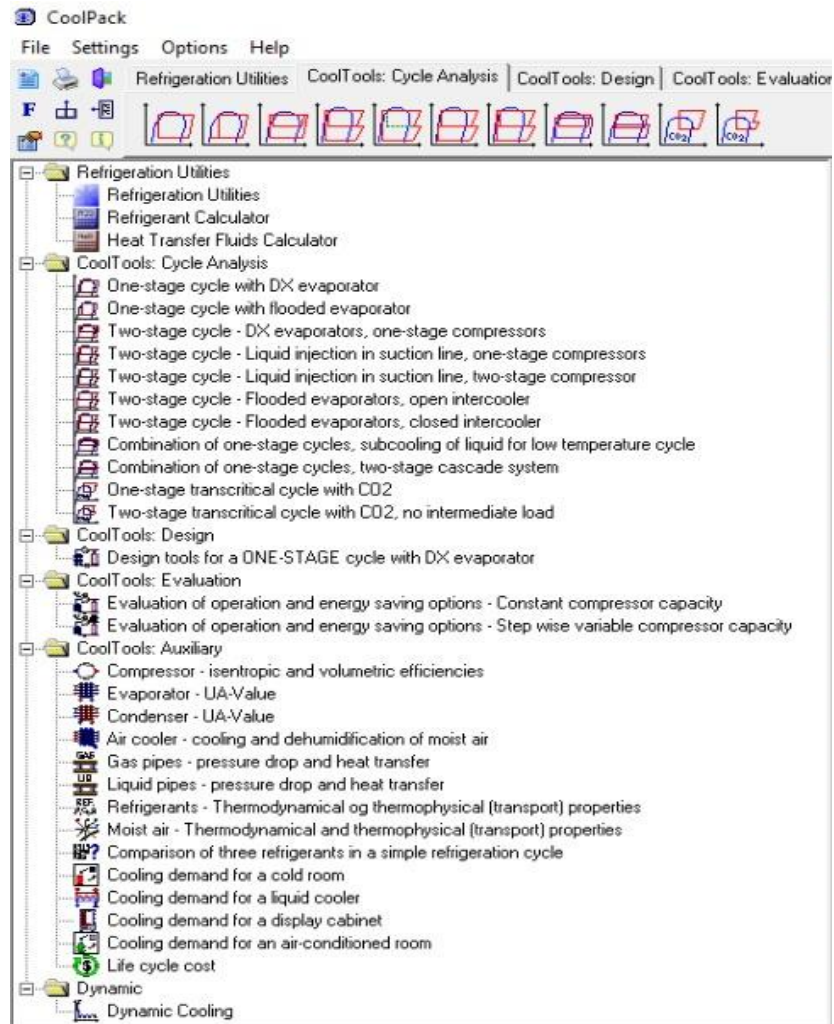 CoolPack
File Settings Options Help
Refrigeration Utilities CoolTools: Cycle Analysis CoolTools: Design CoolTools: Evaluation
F
CO2 CO2
Refrigeration Utilities
Refrigeration Utilities
Refrigerant Calculator
Heat Transfer Fluids Calculator
CoolTools: Cycle Analysis
One-stage cycle with DX evaporator
One-stage cycle with flooded evaporator
Two-stage cycle - DX evaporators, one-stage compressors
Two-stage cycle - Liquid injection in suction line, one-stage compressors
Two-stage cycle - Liquid injection in suction line, two-stage compressor
Two-stage cycle - Flooded evaporators, open intercooler
Two-stage cycle - Flooded evaporators, closed intercooler
Combination of one-stage cycles, subcooling of liquid for low temperature cycle
Combination of one-stage cycles, two-stage cascade system
One-stage transcritical cycle with CO2
Two-stage transcritical cycle with CO2, no intermediate load
CoolTools: Design
Design tools for a ONE-STAGE cycle with DX evaporator
CoolTools: Evaluation
Evaluation of operation and energy saving options - Constant compressor capacity
Evaluation of operation and energy saving options - Step wise variable compressor capacity
CoolTools: Auxiliary
Compressor - isentropic and volumetric efficiencies
Evaporator - UA-Value
Condenser - UA-Value
Air cooler - cooling and dehumidification of moist air
GAS Gas pipes - pressure drop and heat transfer
Liquid pipes - pressure drop and heat transfer
REF. Refrigerants - Thermodynamical og thermophysical (transport) properties
Moist air - Thermodynamical and thermophysical (transport) properties
Comparison of three refrigerants in a simple refrigeration cycle
Cooling demand for a cold room
Cooling demand for a liquid cooler
Cooling demand for a display cabinet
Cooling demand for an air-conditioned room
Life cycle cost
Dynamic
Dynamic Cooling